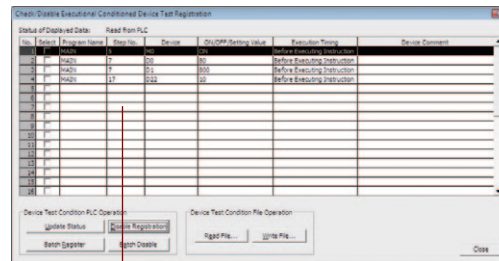 Check/Disable Executional Conditioned Device Test Registration
Status of Displayed Data: Read from PLC
No. Select Program Name Step No. Device ON/OFF/Setting Value Execution Timing Device Comment
1 MAIN M0 ON Before Executing Instruction
2 MAIN 7 D0 80 Before Executing Instruction
3 MAIN 7 D1 300 Before Executing Instruction
4 MAIN 17 D22 10 Before Executing Instruction
5
6
7
8
9
10
11
12
13
14
15
16
Device Test Condition PLC Operation
Device Test Condition File Operation
Update Status Disable Registration
Read File... Write File...
Batch Register Batch Disable
Close